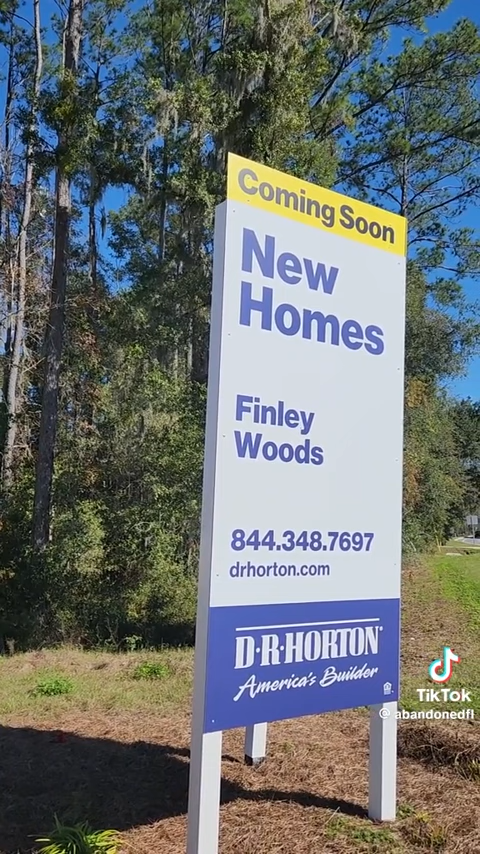 Coming Soon
New
Homes
Finley
Woods
844.348.7697
drhorton.com
D·R·HORTON®
America's Builder
TikTok
@ abandonedfl